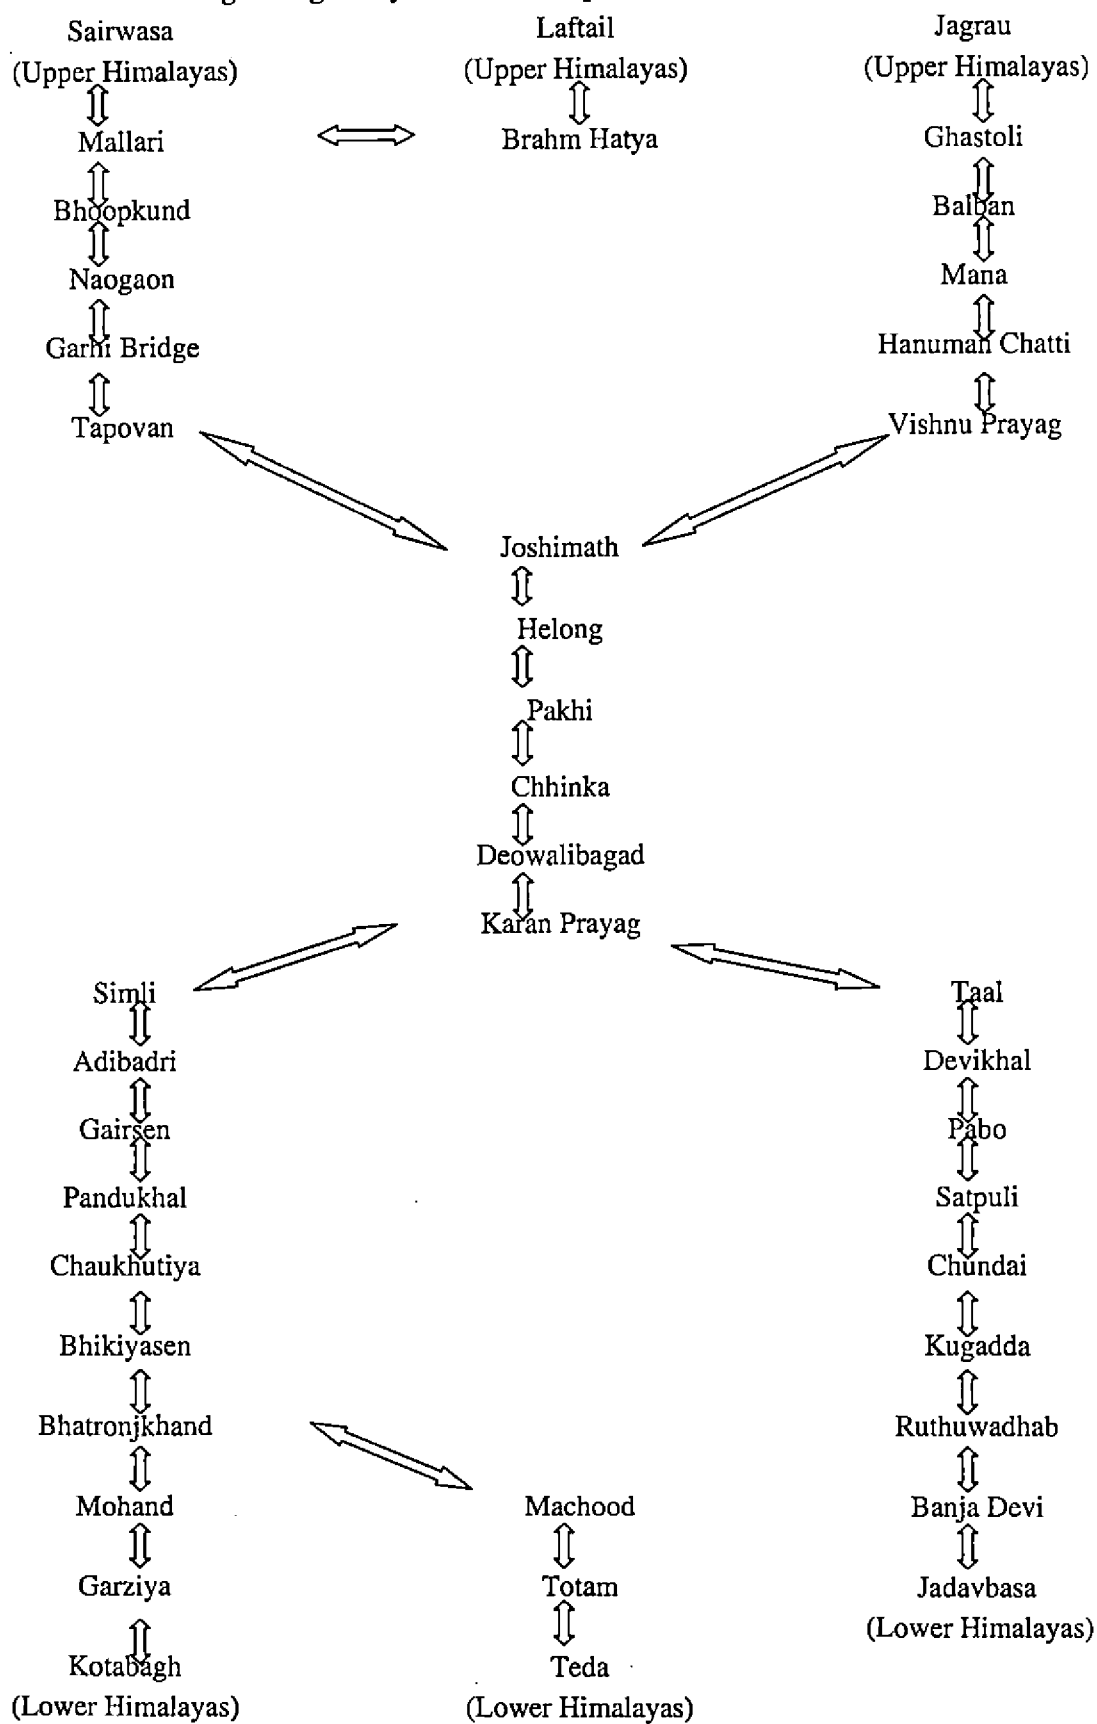 Sairwasa
(Upper Himalayas)
Laftail
(Upper Himalayas)
Jagrau
(Upper Himalayas)
Mallari
Brahm Hatya
Ghastoli
Bhoopkund
Balban
Naogaon
Mana
Garhi Bridge
Hanuman Chatti
Tapovan
Vishnu Prayag
Joshimath
Helong
Pakhi
Chhinka
Deowalibagad
Karan Prayag
Simli
Taal
Adibadri
Devikhal
Gairsen
Pabo
Pandukhal
Satpuli
Chaukhutiya
Chundai
Bhikiyasen
Kugadda
Bhatronjkhand
Ruthuwadhab
Mohand
Machood
Banja Devi
Garziya
Totam
Jadavbasa
(Lower Himalayas)
Kotabagh
(Lower Himalayas)
Teda
(Lower Himalayas)